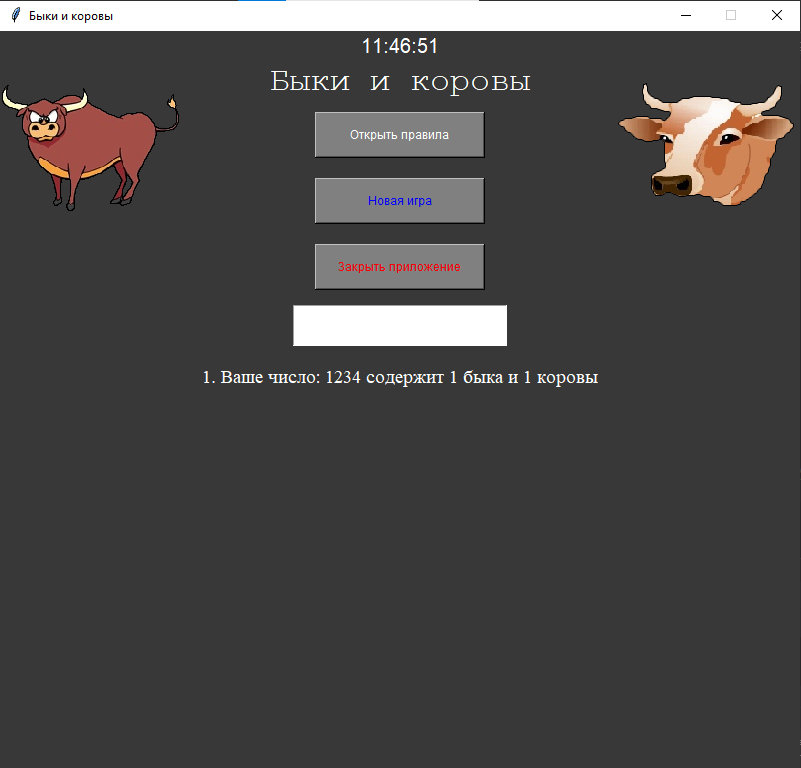 Быки и коровы
11:46:51
Быки и коровы
Открыть правила
Новая игра
Закрыть приложение
1. Ваше число: 1234 содержит 1 быка и 1 коровы